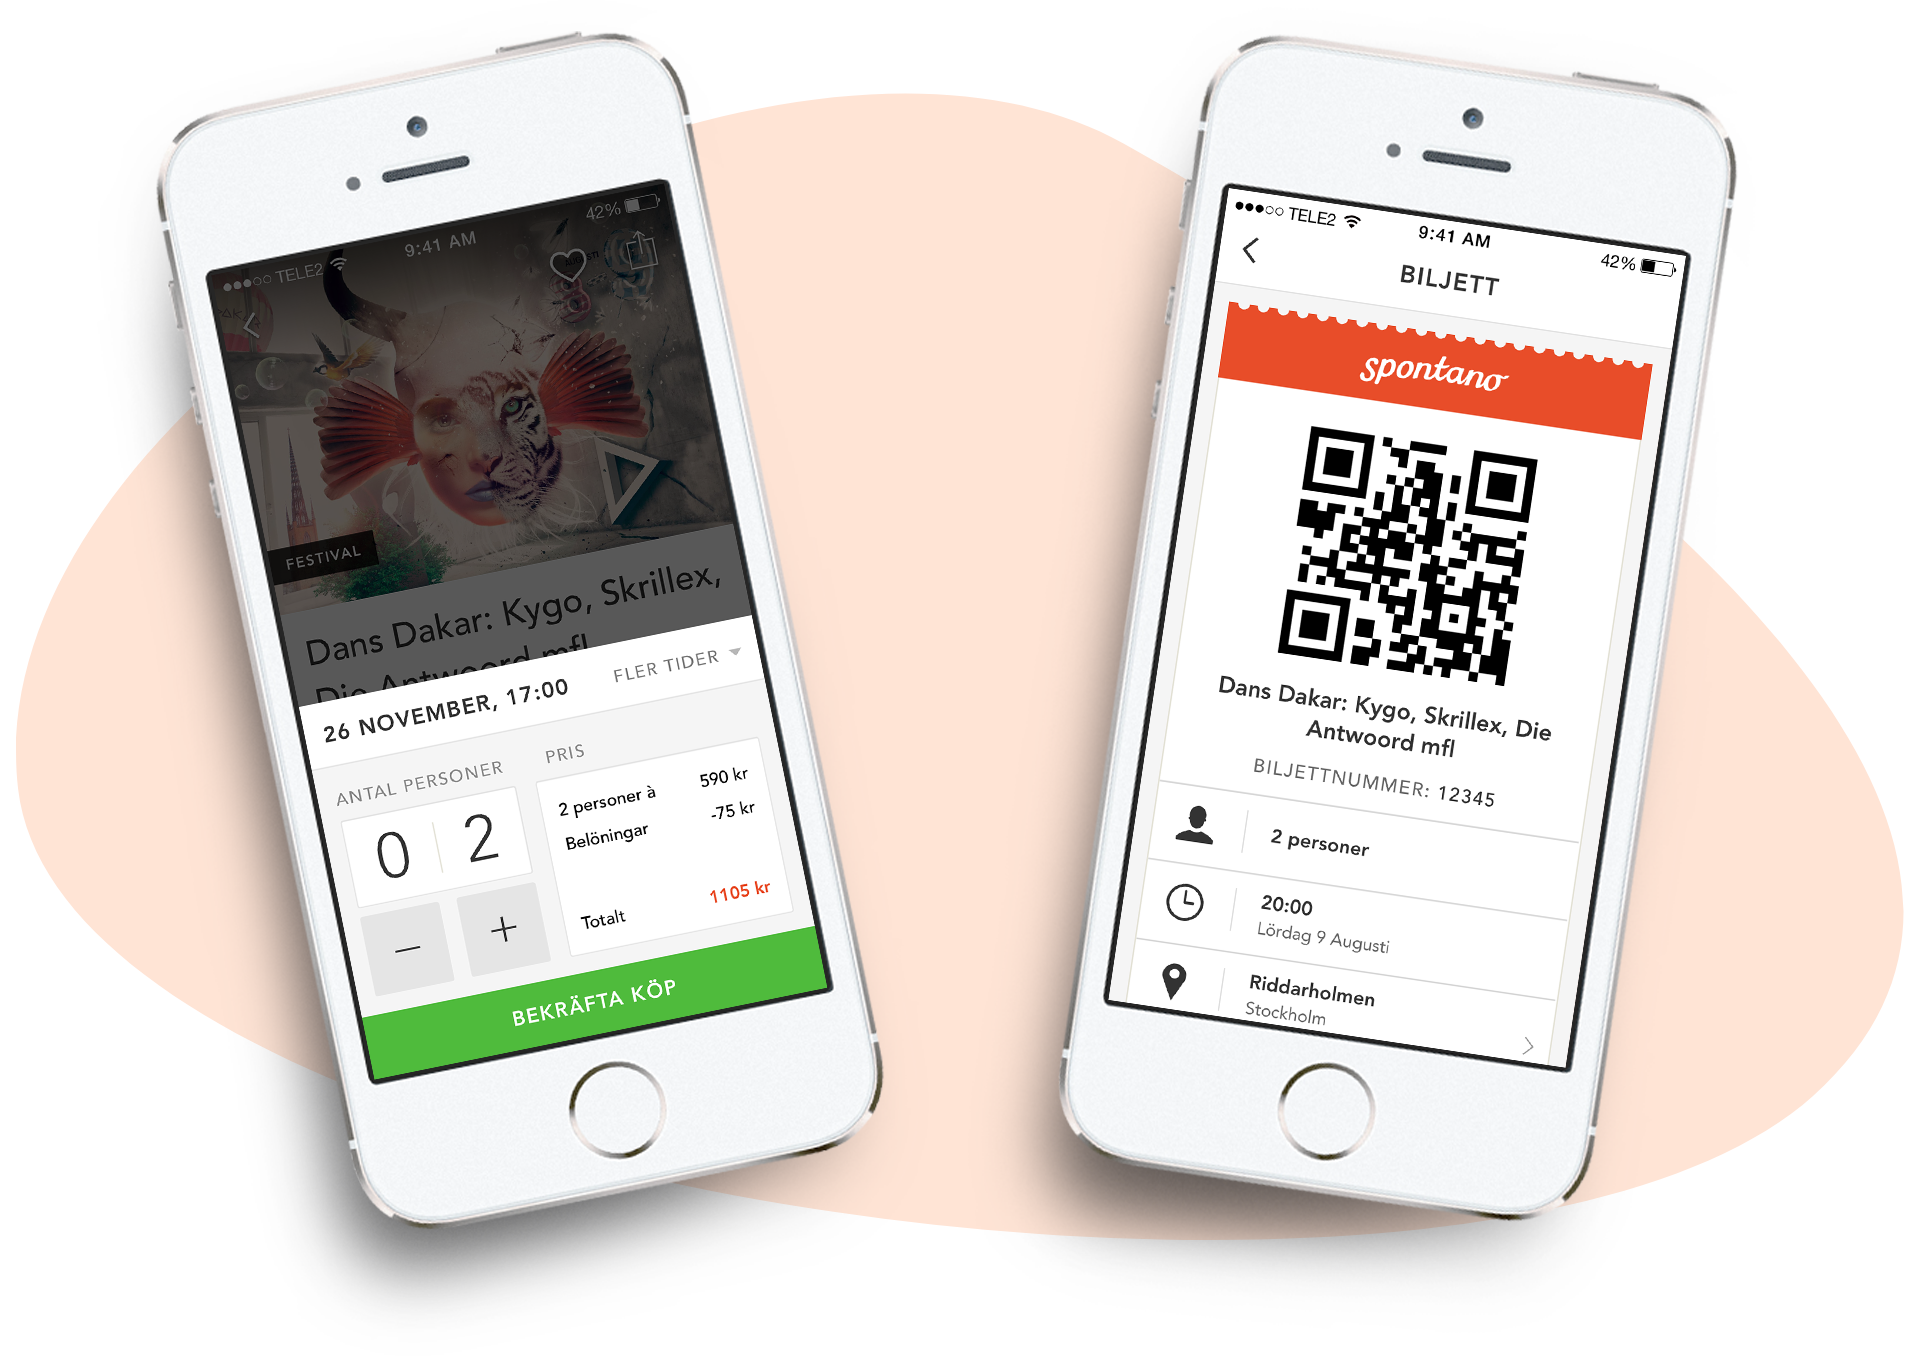 TELE2
9:41 AM
42%
FESTIVAL
Dans Dakar: Kygo, Skrillex,
Die Antwoord mfl
26 NOVEMBER, 17:00
FLER TIDER
ANTAL PERSONER
PRIS
0 2
2 personer à 590 kr
Belöningar -75 kr
Totalt 1105 kr
BEKRÄFTA KÖP
TELE2
9:41 AM
42%
BILJETT
spontano
Dans Dakar: Kygo, Skrillex, Die
Antwoord mfl
BILJETTNUMMER: 12345
2 personer
20:00
Lördag 9 Augusti
Riddarholmen
Stockholm